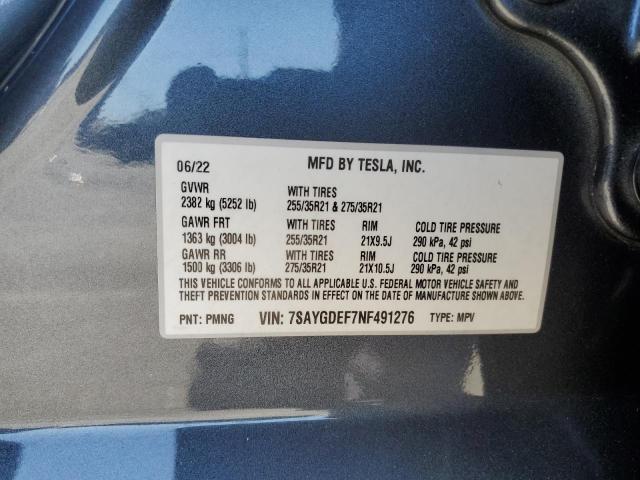 06/22 MFD BY TESLA, INC.
GVWR WITH TIRES
2382 kg (5252 lb) 255/35R21 & 275/35R21
GAWR FRT WITH TIRES RIM COLD TIRE PRESSURE
1363 kg (3004 lb) 255/35R21 21X9.5J 290 kPa, 42 psi
GAWR RR WITH TIRES RIM COLD TIRE PRESSURE
1500 kg (3306 lb) 275/35R21 21X10.5J 290 kPa, 42 psi
THIS VEHICLE CONFORMS TO ALL APPLICABLE U.S. FEDERAL MOTOR VEHICLE SAFETY AND
THEFT PREVENTION STANDARDS IN EFFECT ON THE DATE OF MANUFACTURE SHOWN ABOVE.
PNT: PMNG VIN: 7SAYGDEF7NF491276 TYPE: MPV